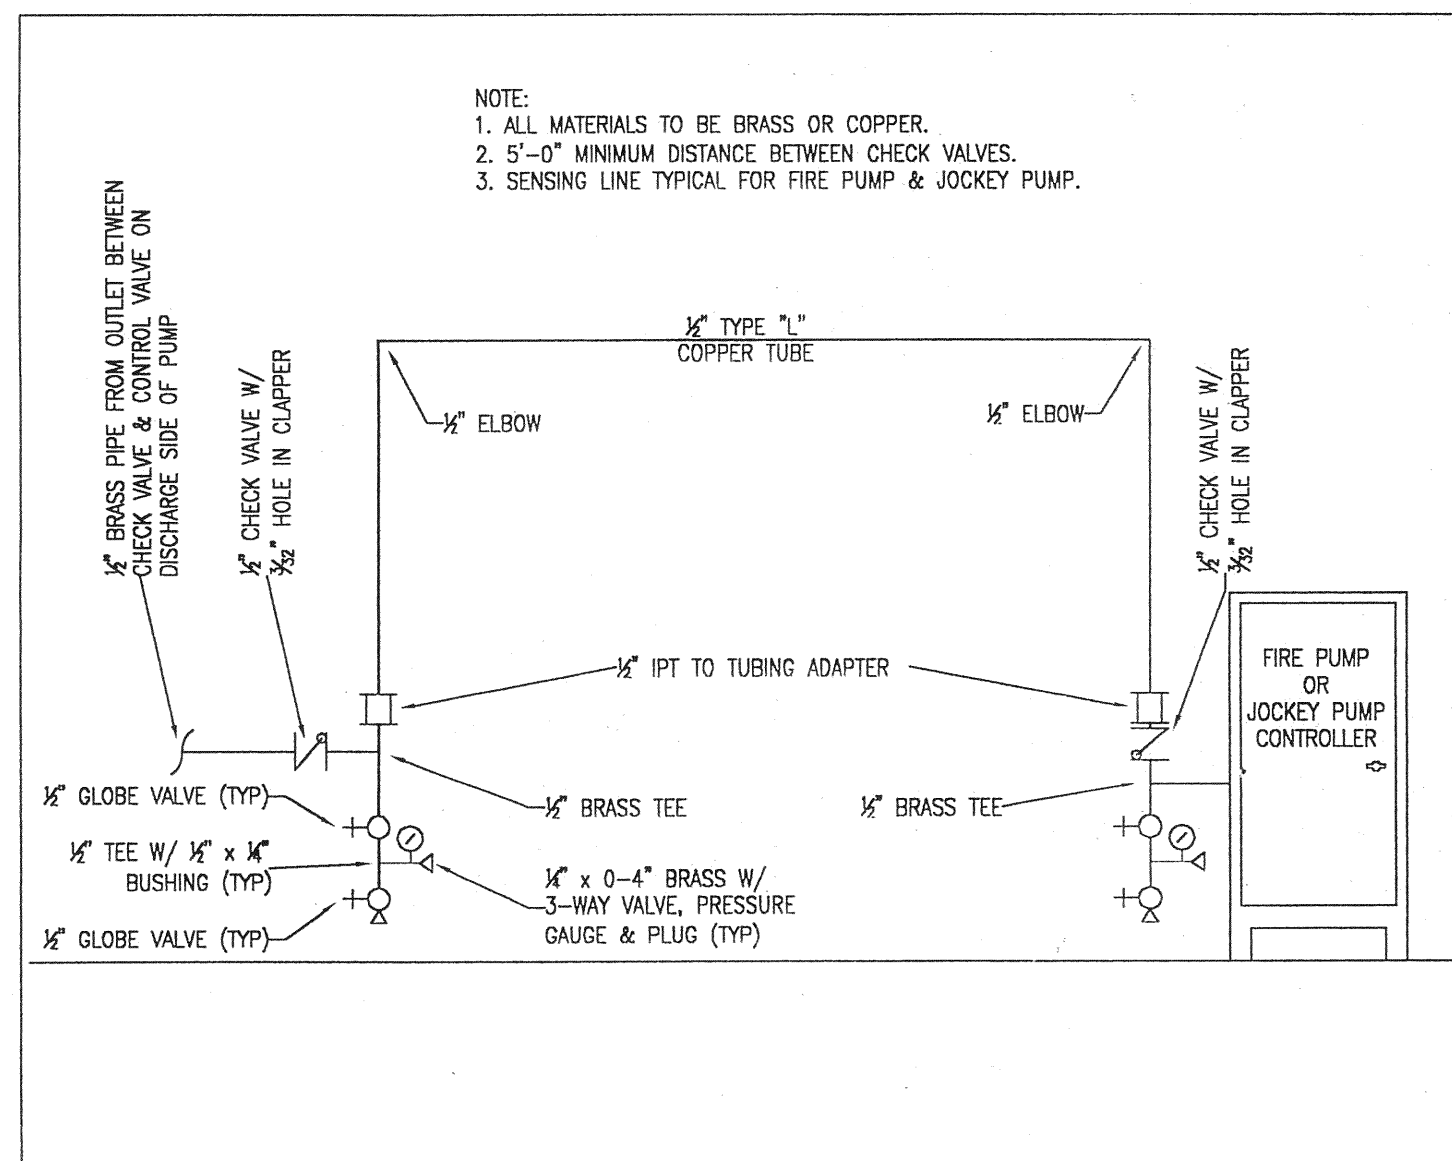 NOTE:
1. ALL MATERIALS TO BE BRASS OR COPPER.
2. 5'-0" MINIMUM DISTANCE BETWEEN CHECK VALVES.
3. SENSING LINE TYPICAL FOR FIRE PUMP & JOCKEY PUMP.
½" BRASS PIPE FROM OUTLET BETWEEN
CHECK VALVE & CONTROL VALVE ON
DISCHARGE SIDE OF PUMP
½" CHECK VALVE W/
3/32" HOLE IN CLAPPER
½" TYPE "L"
COPPER TUBE
½" ELBOW
½" ELBOW
½" CHECK VALVE W/
3/32" HOLE IN CLAPPER
½" IPT TO TUBING ADAPTER
FIRE PUMP
OR
JOCKEY PUMP
CONTROLLER
½" GLOBE VALVE (TYP)
½" BRASS TEE
½" BRASS TEE
½" TEE W/ ½" x ¼"
BUSHING (TYP)
½" GLOBE VALVE (TYP)
¼" x 0-4" BRASS W/
3-WAY VALVE, PRESSURE
GAUGE & PLUG (TYP)